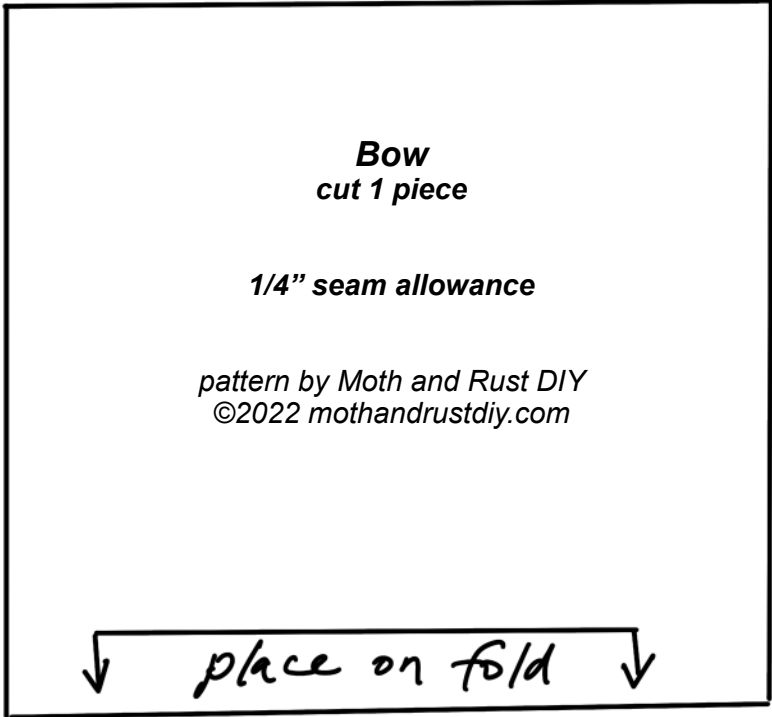 Bow
cut 1 piece
1/4” seam allowance
pattern by Moth and Rust DIY
©2022 mothandrustdiy.com
place on fold